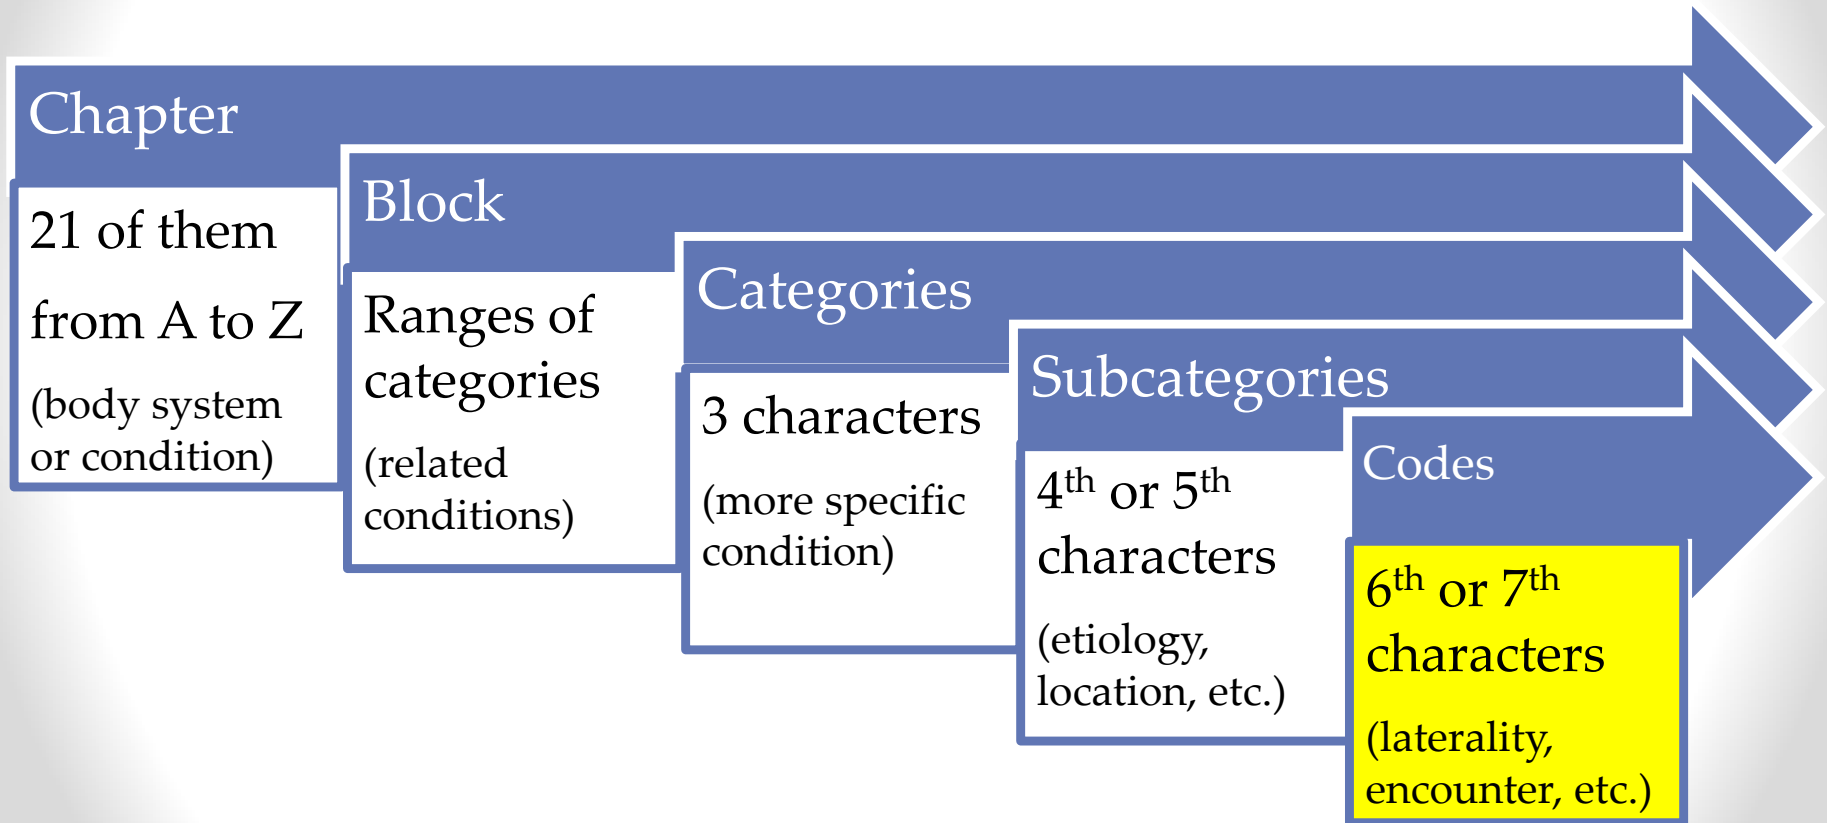 Chapter
21 of them
from A to Z
(body system
or condition)
Block
Ranges of
categories
(related
conditions)
Categories
3 characters
(more specific
condition)
Subcategories
4th or 5th
characters
(etiology,
location, etc.)
Codes
6th or 7th
characters
(laterality,
encounter, etc.)